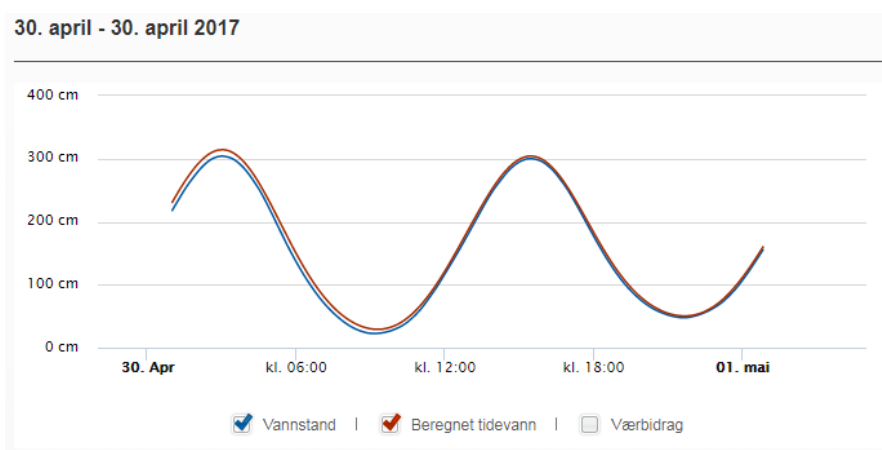 30. april - 30. april 2017
400 cm
300 cm
200 cm
100 cm
0 cm
30. Apr kl. 06:00 kl. 12:00 kl. 18:00 01. mai
Vannstand | Beregnet tidevann | Værbidrag